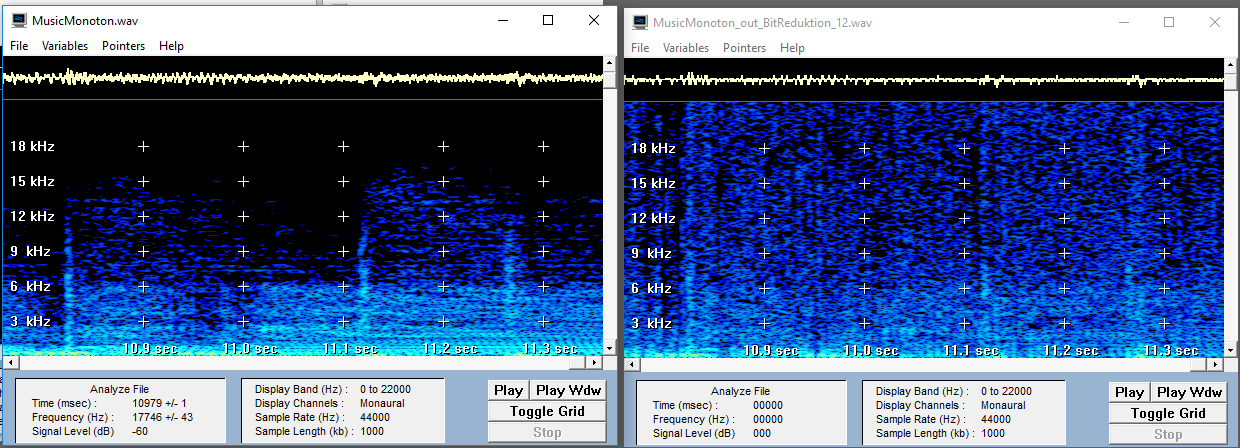 MusicMonoton.wav
File Variables Pointers Help
18 kHz
15 kHz
12 kHz
9 kHz
6 kHz
3 kHz
10.9 sec 11.0 sec 11.1 sec 11.2 sec 11.3 sec
Analyze File
Time (msec) : 10979 +/- 1
Frequency (Hz) : 17746 +/- 43
Signal Level (dB) -60
Display Band (Hz) : 0 to 22000
Display Channels : Monaural
Sample Rate (Hz) : 44000
Sample Length (kb) : 1000
Play Play Wdw
Toggle Grid
Stop
MusicMonoton_out_BitReduktion_12.wav
File Variables Pointers Help
18 kHz
15 kHz
12 kHz
9 kHz
6 kHz
3 kHz
10.9 sec 11.0 sec 11.1 sec 11.2 sec 11.3 sec
Analyze File
Time (msec) : 00000
Frequency (Hz) : 00000
Signal Level (dB) 000
Display Band (Hz) : 0 to 22000
Display Channels : Monaural
Sample Rate (Hz) : 44000
Sample Length (kb) : 1000
Play Play Wdw
Toggle Grid
Stop